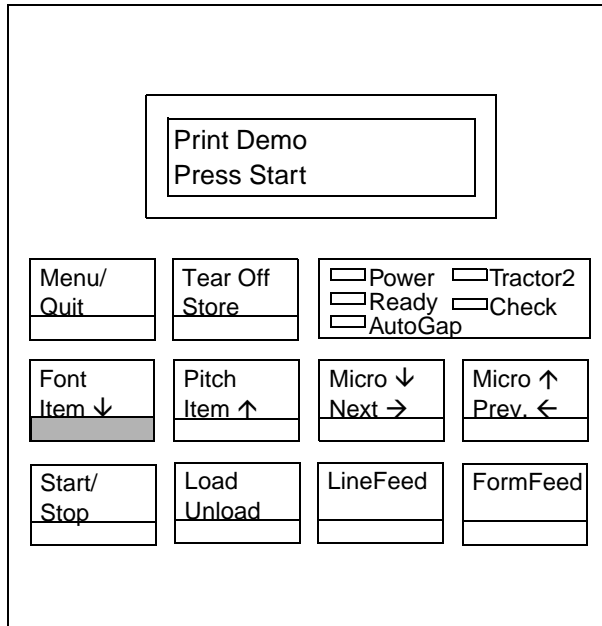 Print Demo
Press Start
Menu/
Quit
Tear Off
Store
Power
Tractor2
Ready
Check
AutoGap
Font
Item ↓
Pitch
Item ↑
Micro ↓
Next →
Micro ↑
Prev. ←
Start/
Stop
Load
Unload
LineFeed
FormFeed